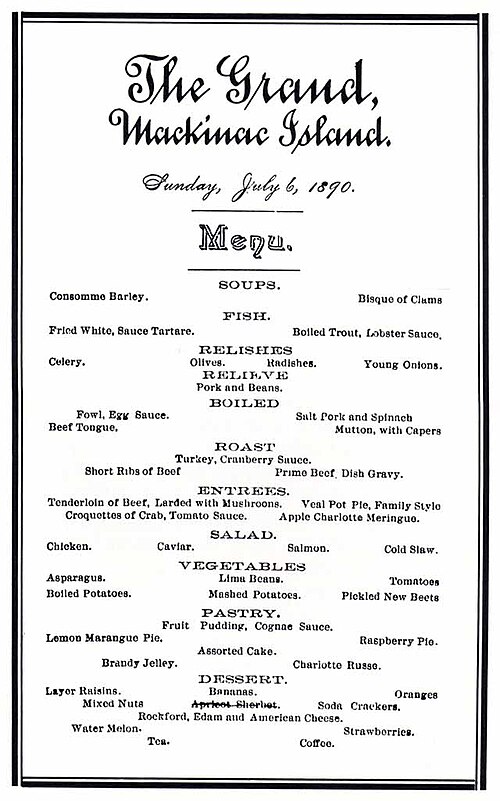 The Grand,
Mackinac Island.
Sunday, July 6, 1890.
Menu.
SOUPS.
Consomme Barley. Bisque of Clams
FISH.
Fried White, Sauce Tartare. Boiled Trout, Lobster Sauce,
RELISHES
Celery. Olives. Radishes. Young Onions.
RELIEVE
Pork and Beans.
BOILED
Fowl, Egg Sauce. Salt Pork and Spinach
Beef Tongue, Mutton, with Capers
ROAST
Turkey, Cranberry Sauce.
Short Ribs of Beef Prime Beef, Dish Gravy.
ENTREES.
Tenderloin of Beef, Larded with Mushroons. Veal Pot Pie, Family Style
Croquettes of Crab, Tomato Sauce. Apple Charlotte Meringue.
SALAD.
Chicken. Caviar. Salmon. Cold Slaw.
VEGETABLES
Asparagus. Lima Beans. Tomatoes
Boiled Potatoes. Mashed Potatoes. Pickled New Beets
PASTRY.
Fruit Pudding, Cognac Sauce.
Lemon Marangue Pie. Raspberry Pie.
Assorted Cake.
Brandy Jelley. Charlotte Russe.
DESSERT.
Layer Raisins. Bananas. Oranges
Mixed Nuts Apricot Sherbet. Soda Crackers.
Rockford, Edam and American Cheese.
Water Melon. Strawberries.
Tea. Coffee.